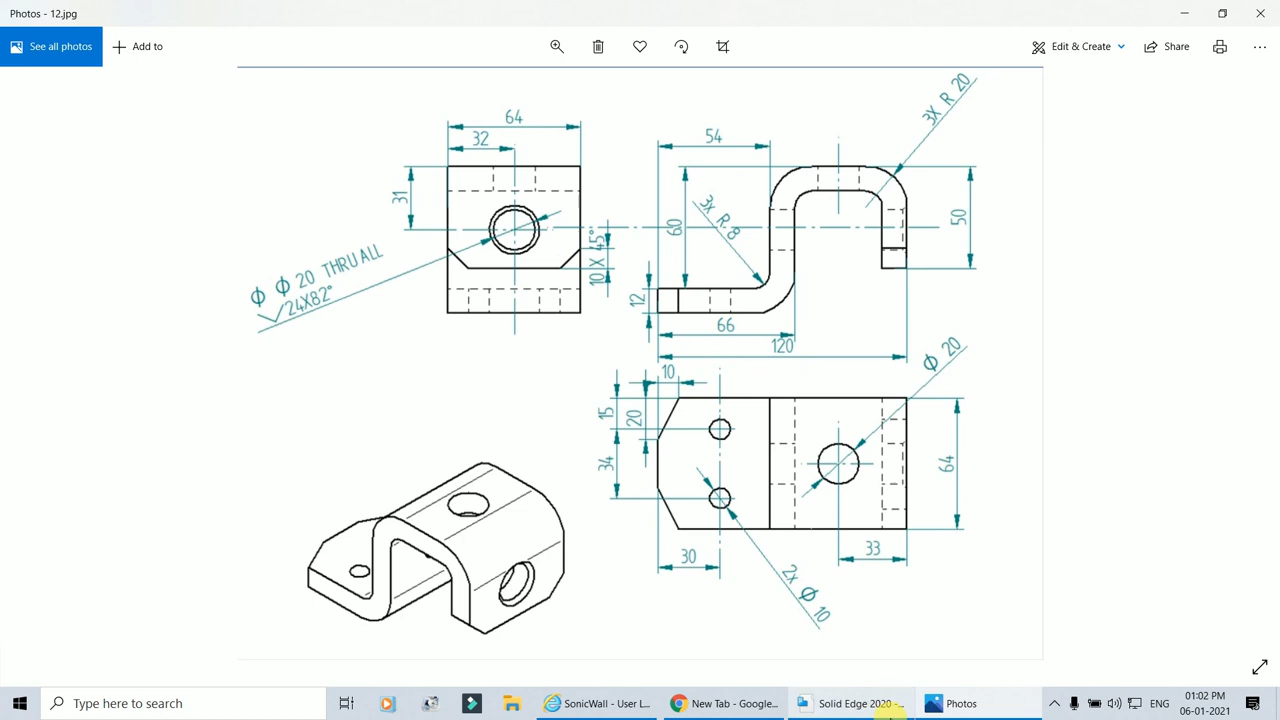 Photos - 12.jpg
See all photos
Add to
Edit & Create
Share
64
32
31
10 X 45°
Φ Φ 20 THRU ALL
24X82°
54
3X R 20
60
3x R 8
50
12
66
120
Φ 20
10
15
20
34
64
30
33
2x Φ 10
Type here to search
SonicWall - User L...
New Tab - Google...
Solid Edge 2020 -...
Photos
ENG
01:02 PM
06-01-2021